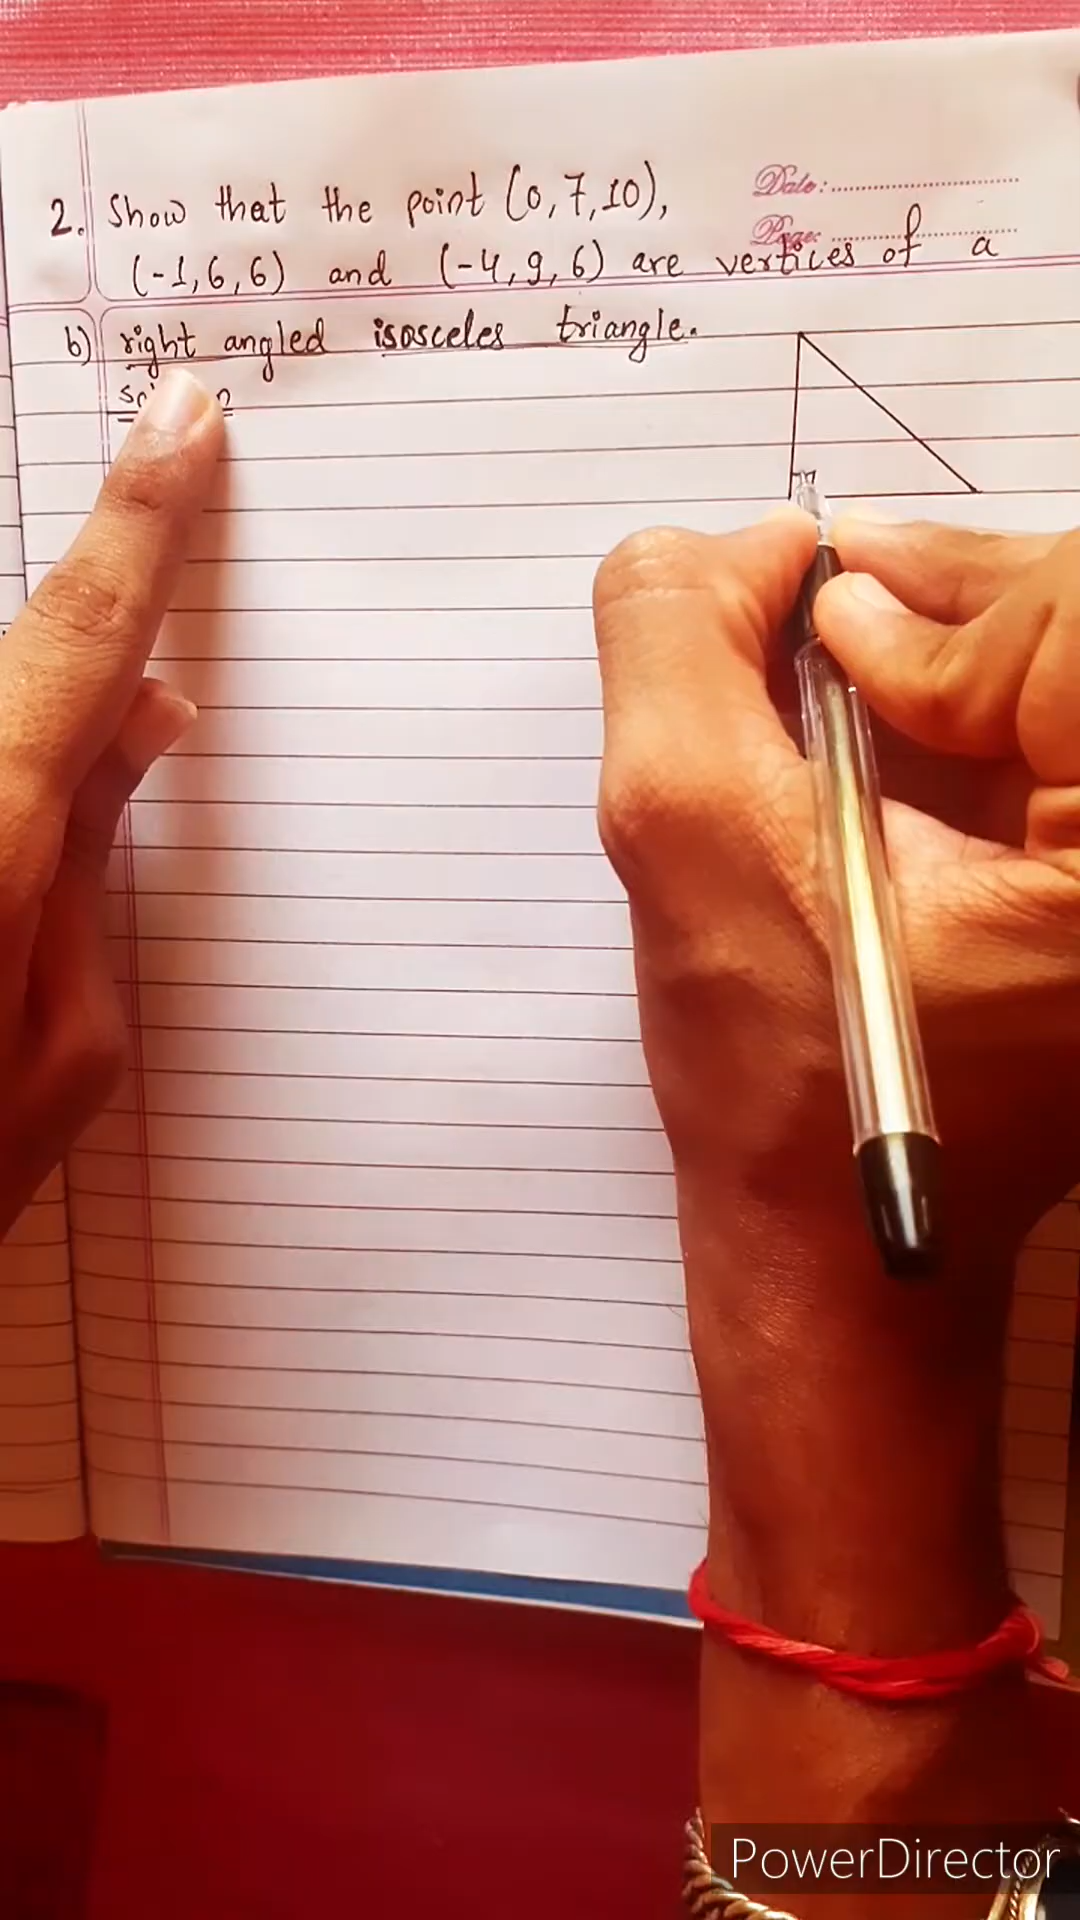 2. Show that the point (0,7,10),
Date:
Page:
(-1,6,6) and (-4,9,6) are vertices of a
b) right angled isosceles triangle.
PowerDirector